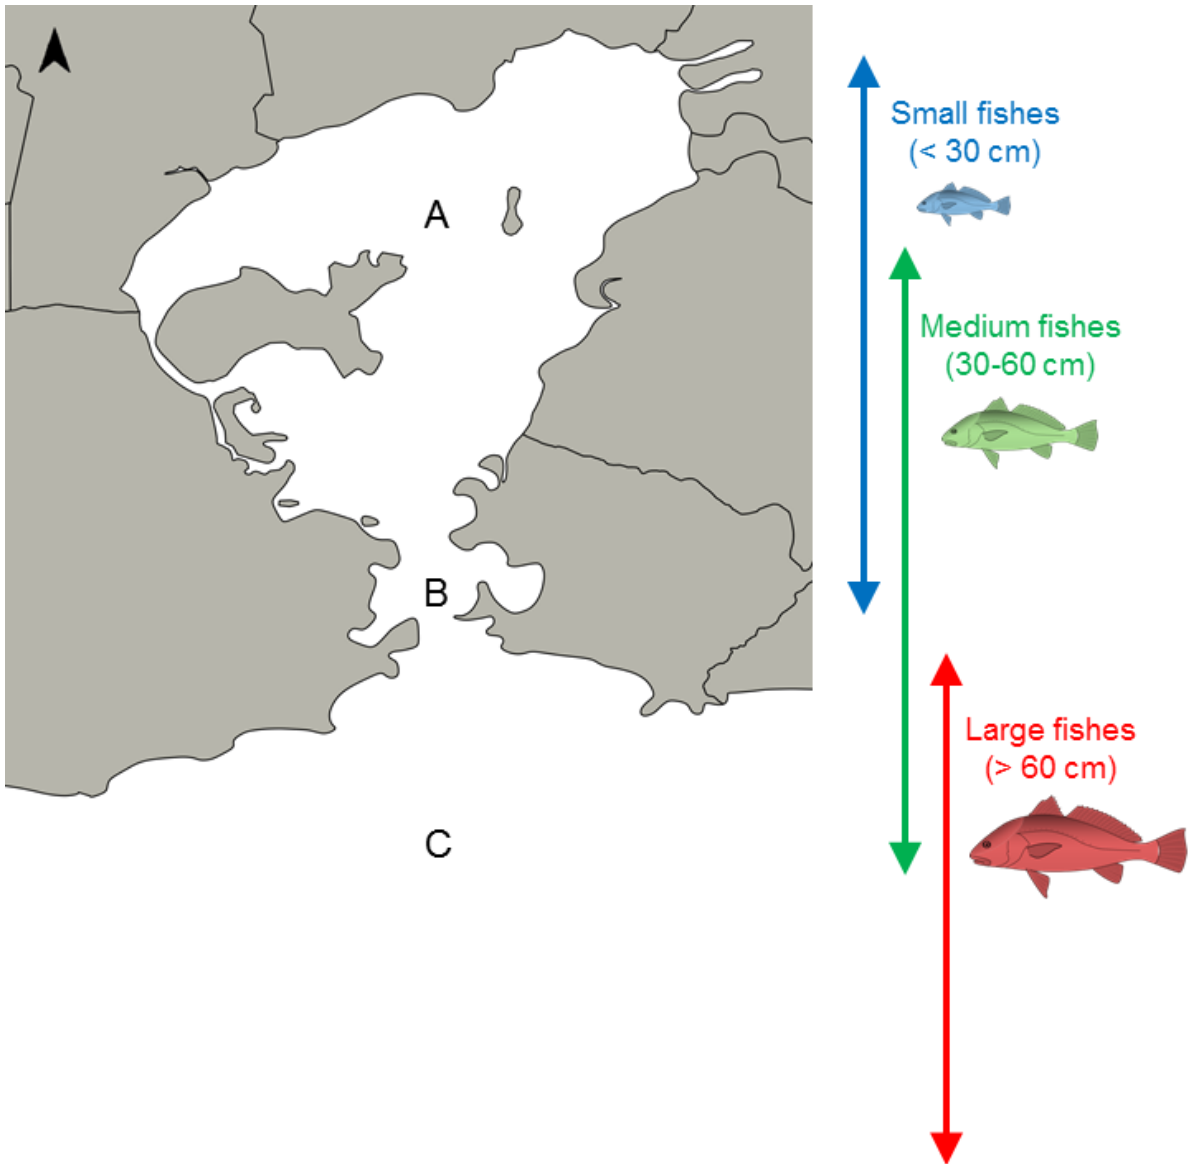 A
B
C
Small fishes
(< 30 cm)
Medium fishes
(30-60 cm)
Large fishes
(> 60 cm)